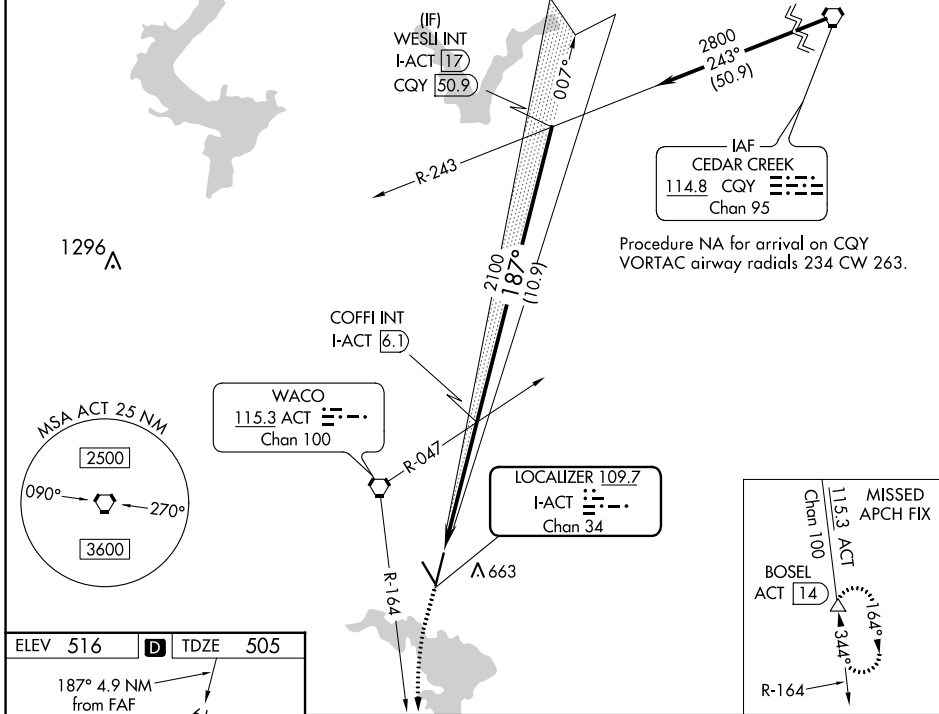 (IF)
WESLI INT
I-ACT 17
CQY 50.9
007°
2800
243°
(50.9)
R-243
IAF
CEDAR CREEK
114.8 CQY
Chan 95
Procedure NA for arrival on CQY
VORTAC airway radials 234 CW 263.
1296
2100
187°
(10.9)
COFFI INT
I-ACT 6.1
WACO
115.3 ACT
Chan 100
R-047
MSA ACT 25 NM
2500
090°
270°
3600
LOCALIZER 109.7
I-ACT
Chan 34
663
R-164
MISSED
APCH FIX
115.3 ACT
Chan 100
BOSEL
ACT 14
164°
344°
R-164
ELEV 516 D TDZE 505
187° 4.9 NM
from FAF